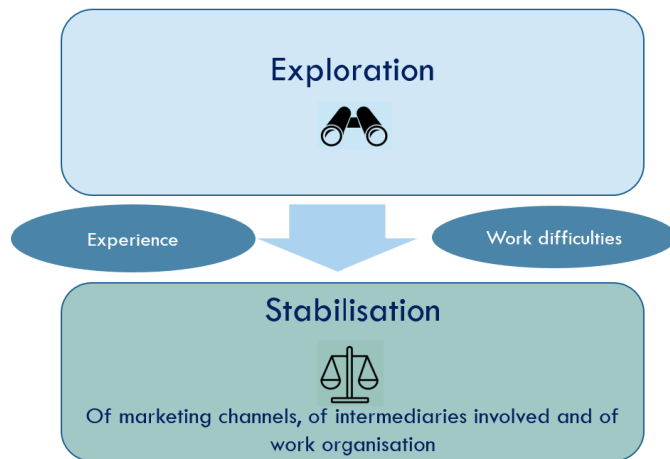 Exploration
Experience
Work difficulties
Stabilisation
Of marketing channels, of intermediaries involved and of
work organisation